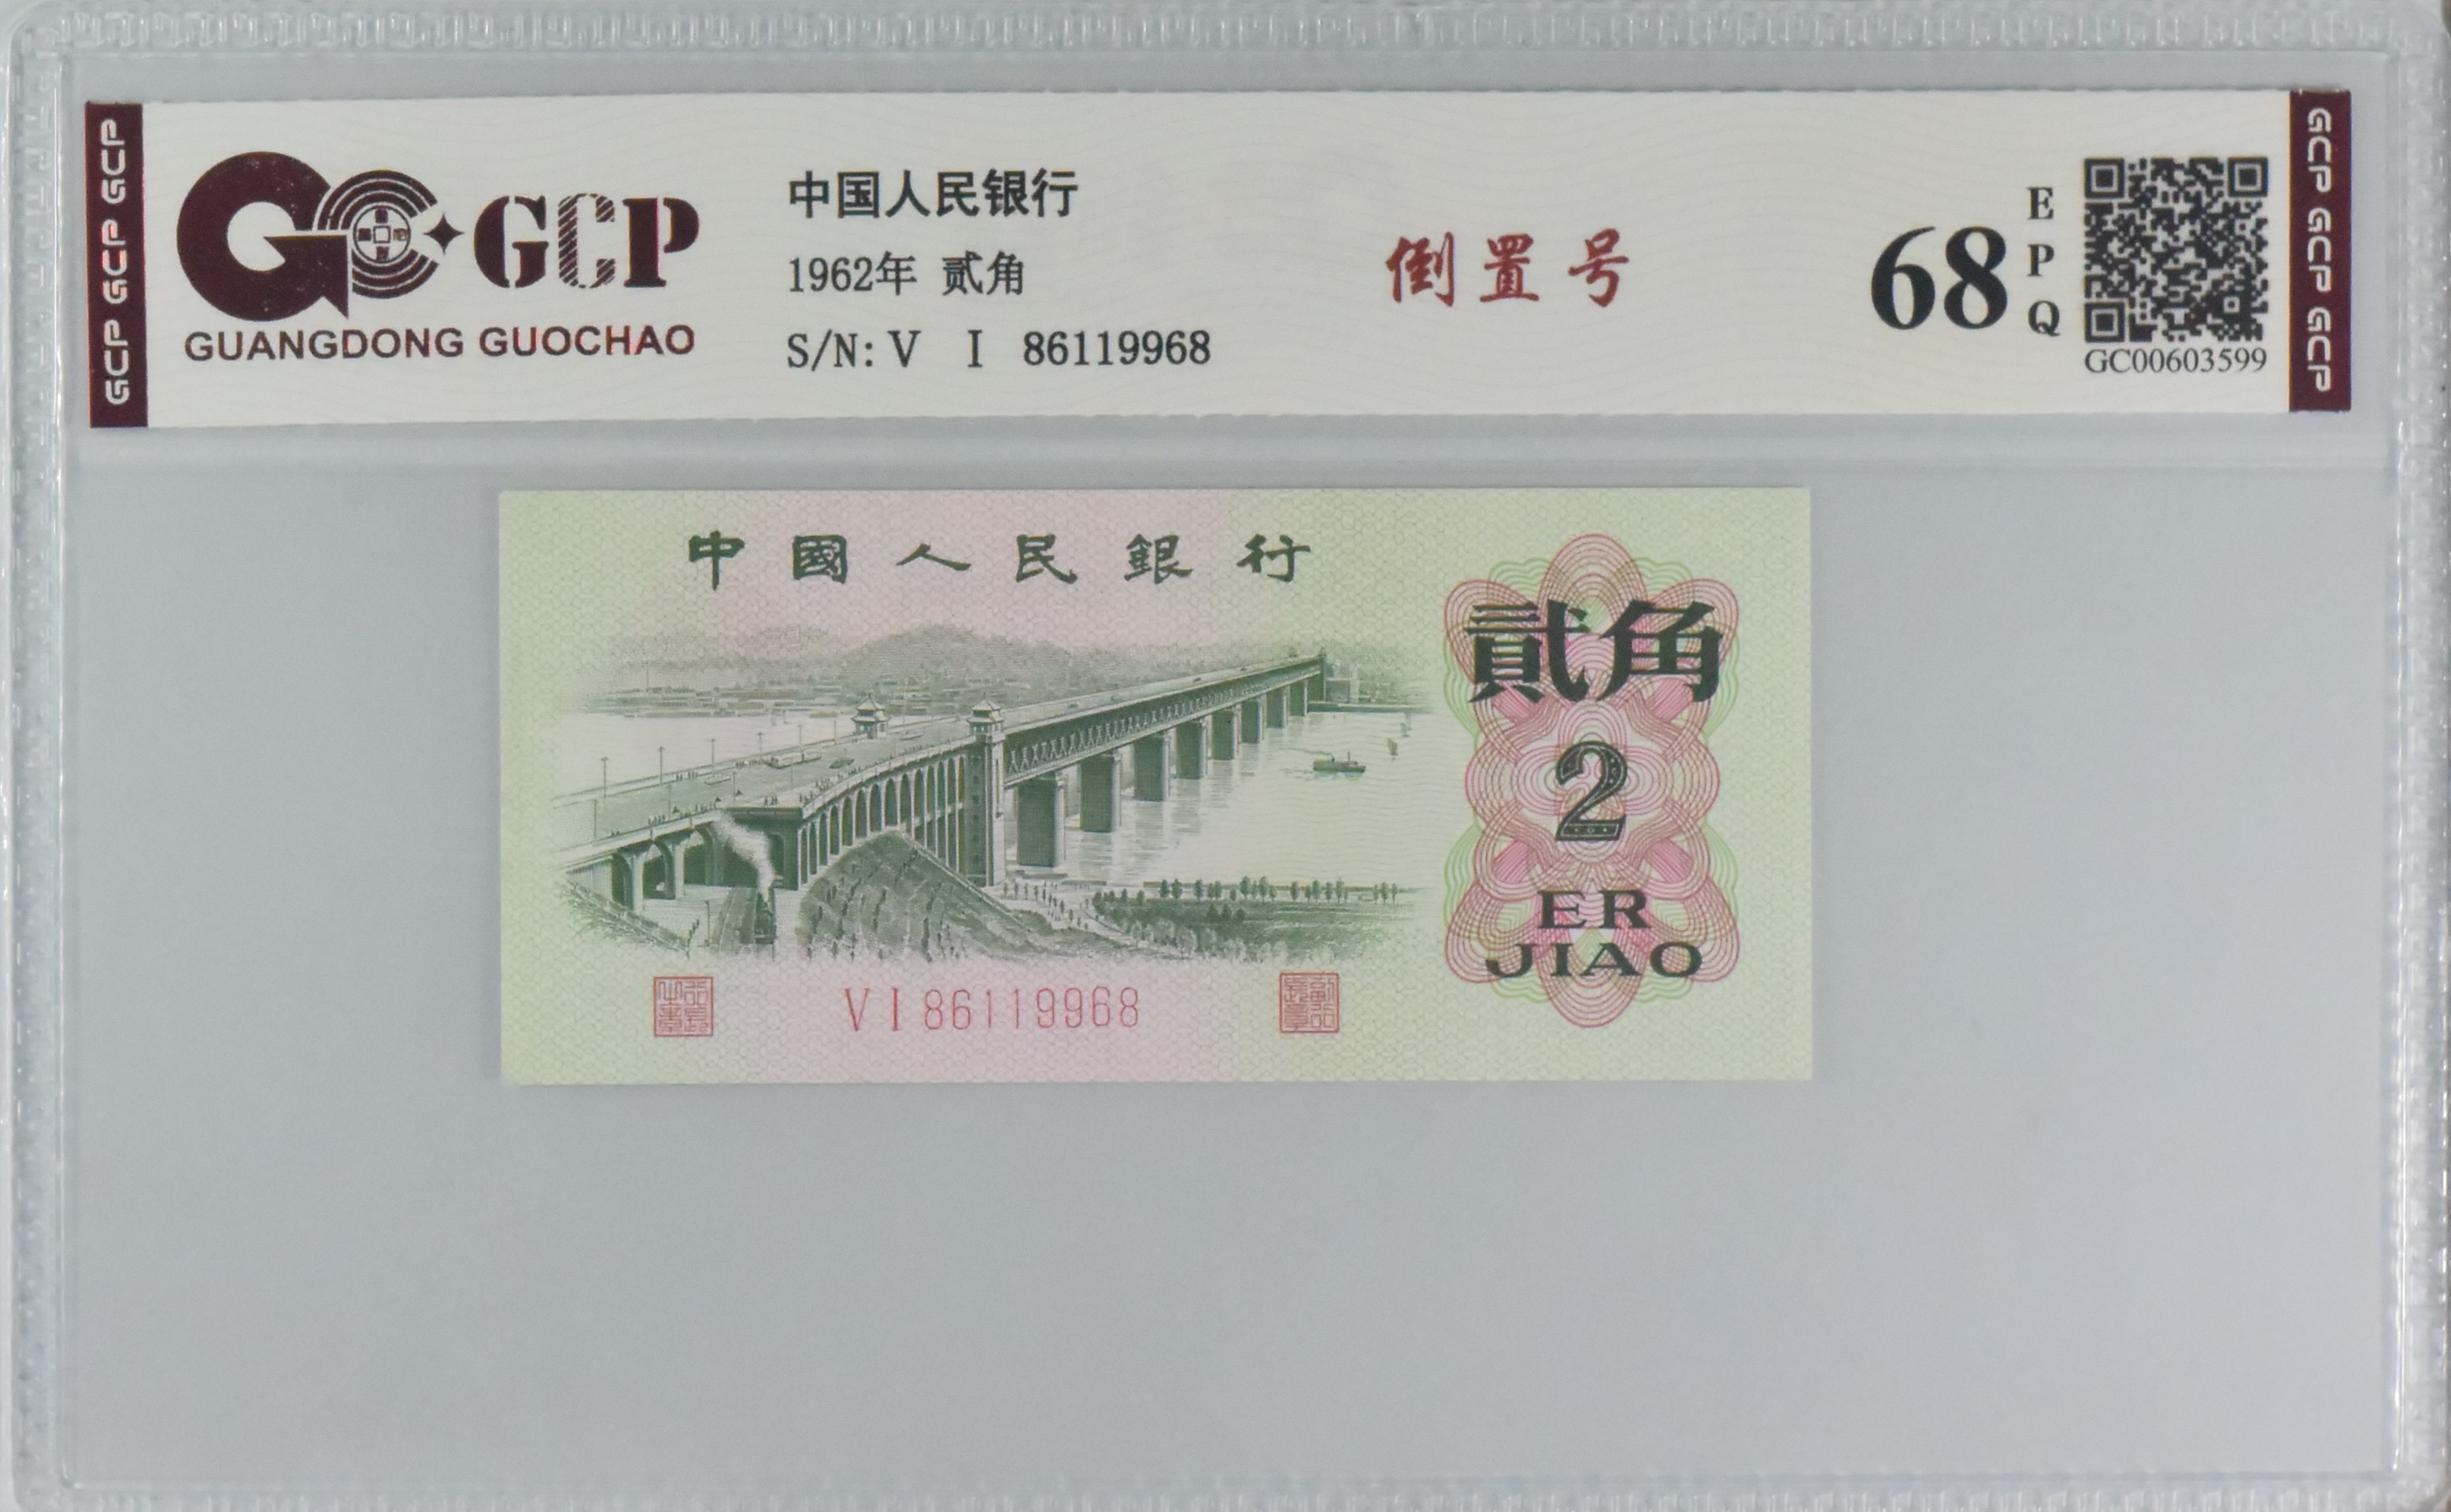 GCP GCP GCP
GCP
GUANGDONG GUOCHAO
中国人民银行
1962年 贰角
S/N: V I 86119968
倒置号
68
E
P
Q
GC00603599
GCP GCP GCP
中國人民銀行
貳角
2
ER
JIAO
V I 86119968